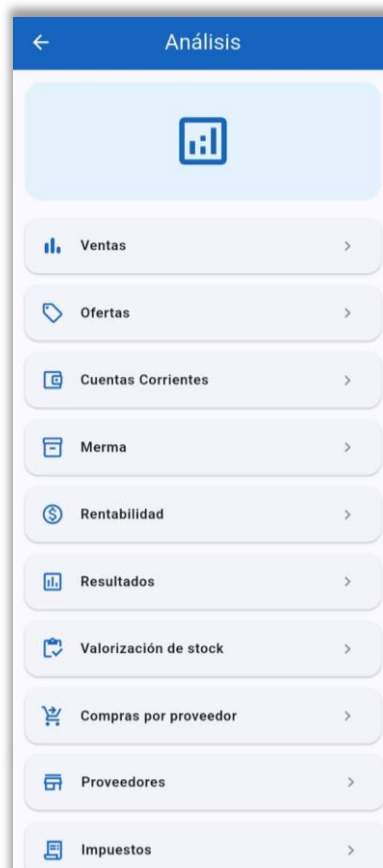 Análisis
Ventas
Ofertas
Cuentas Corrientes
Merma
Rentabilidad
Resultados
Valorización de stock
Compras por proveedor
Proveedores
Impuestos